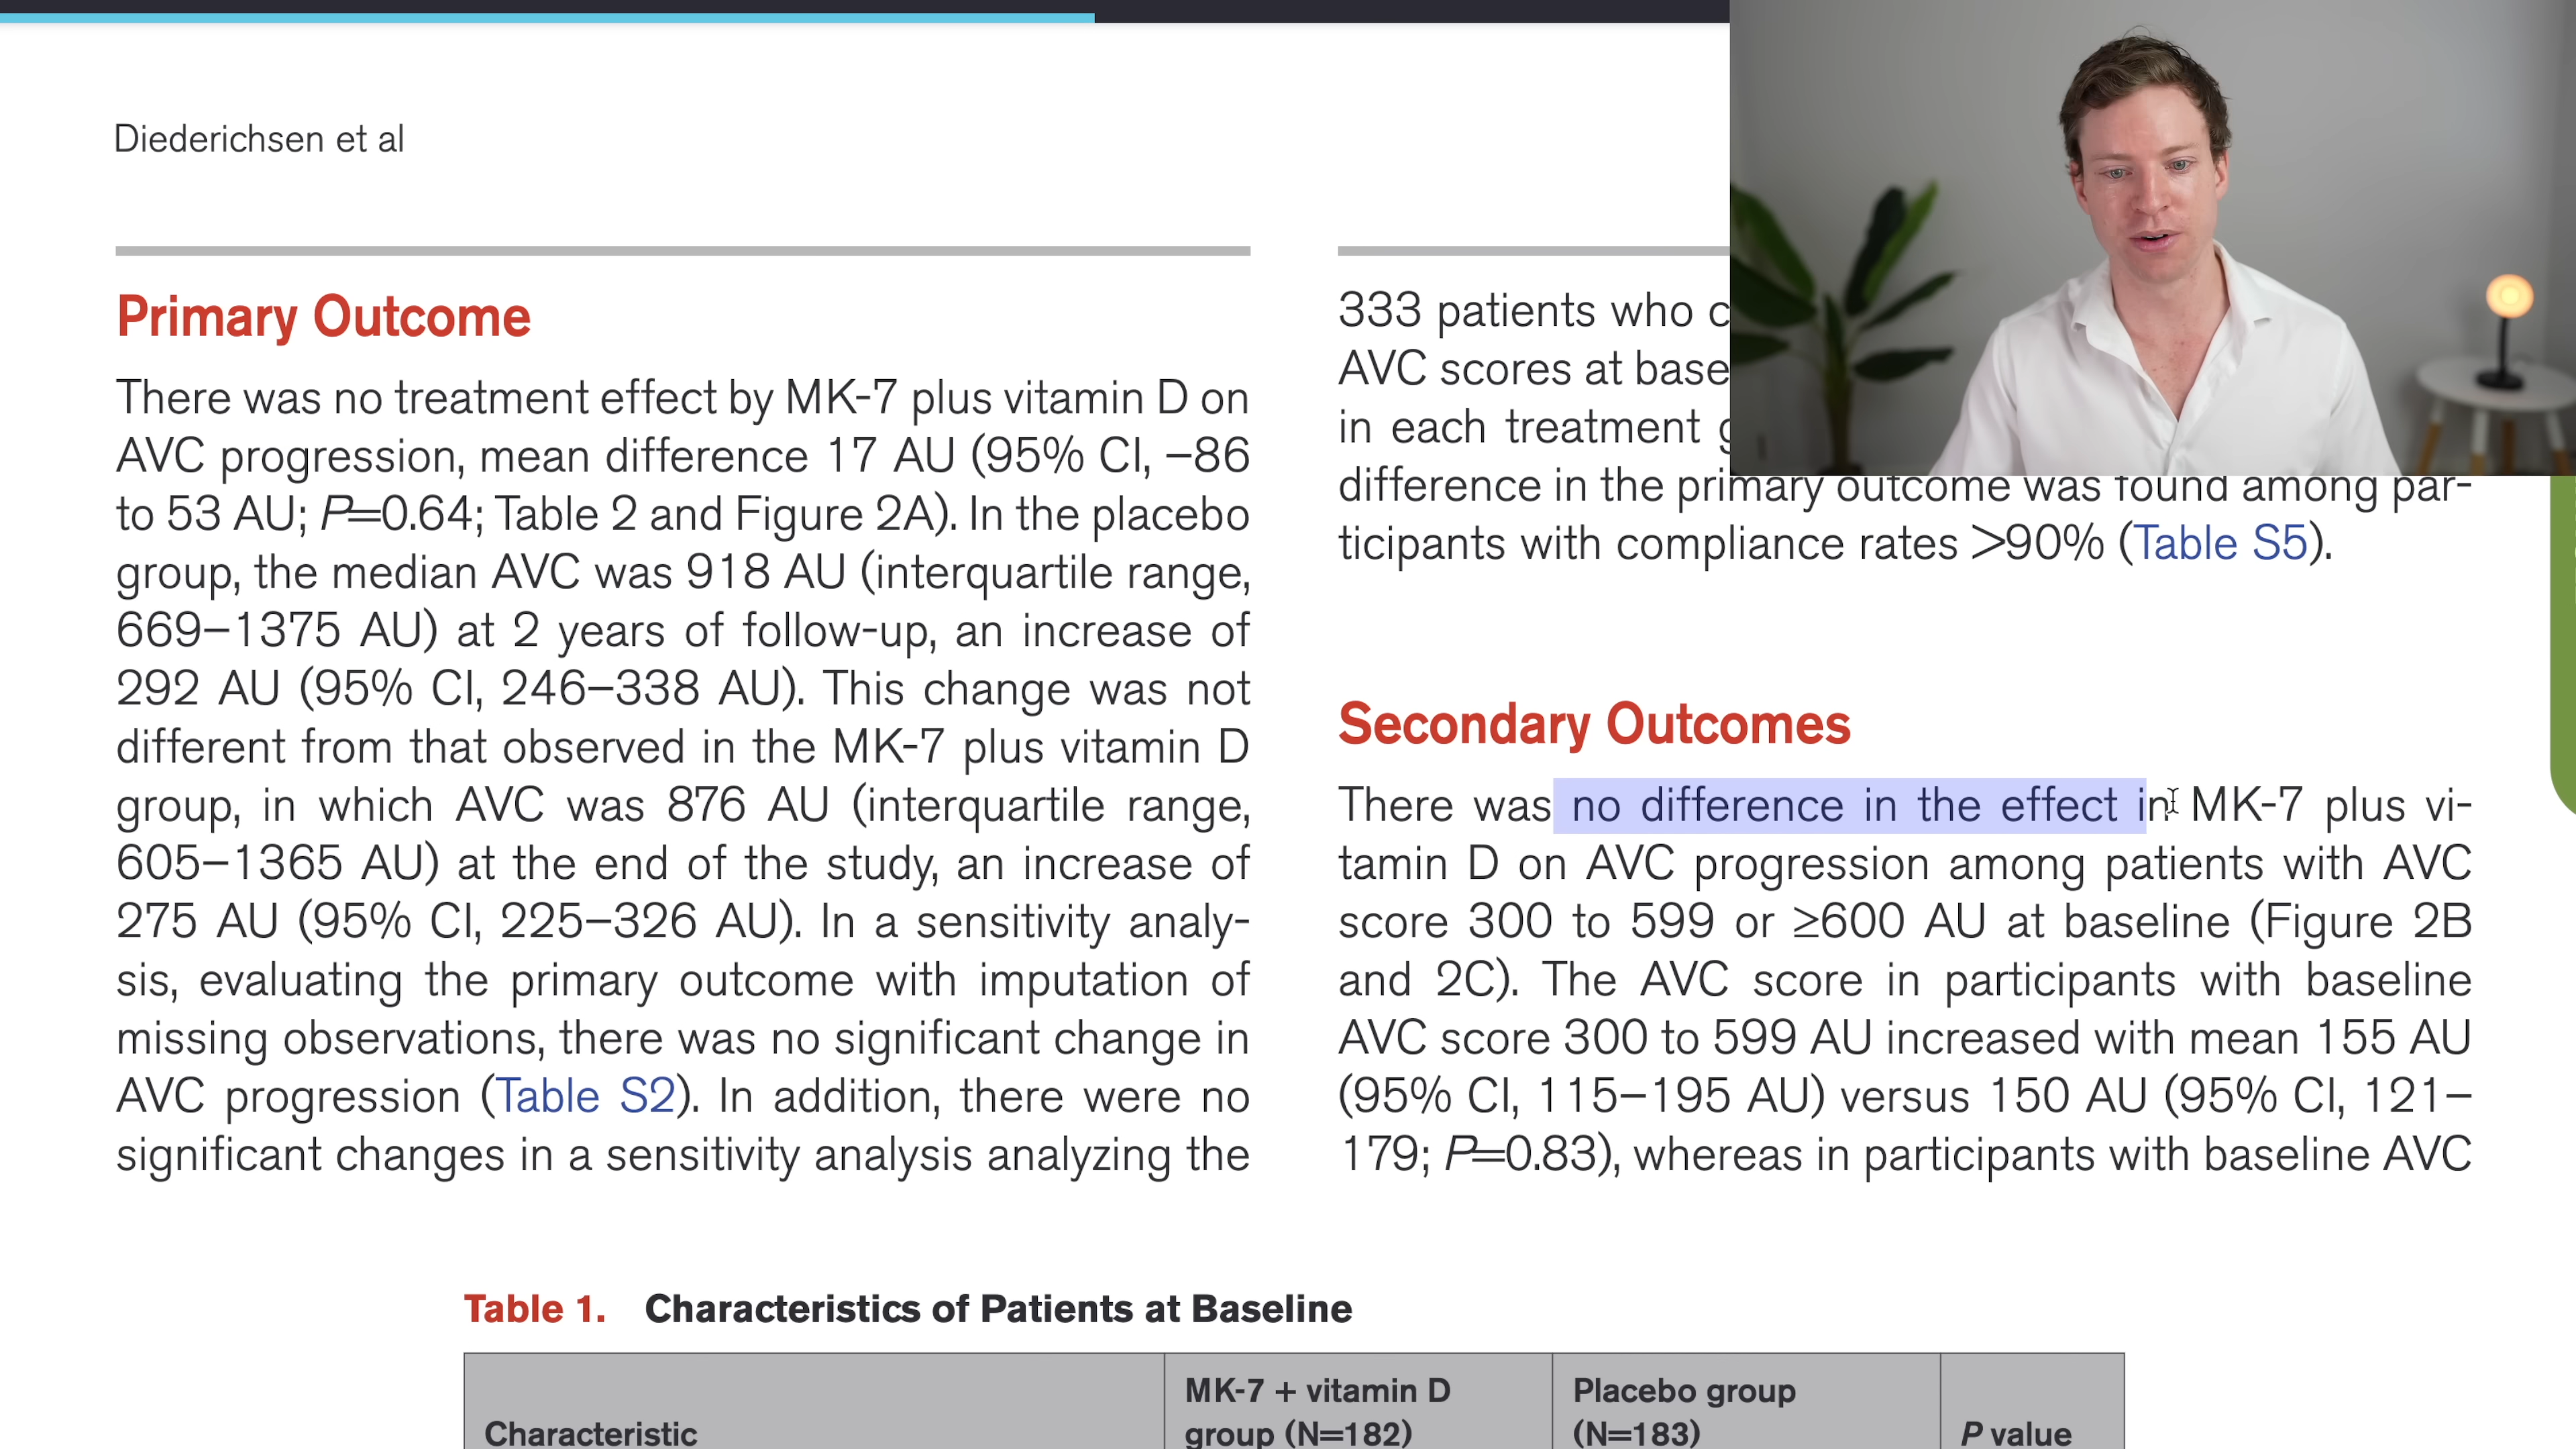 Diederichsen et al
Primary Outcome
There was no treatment effect by MK-7 plus vitamin D on
AVC progression, mean difference 17 AU (95% CI, –86
to 53 AU; P=0.64; Table 2 and Figure 2A). In the placebo
group, the median AVC was 918 AU (interquartile range,
669–1375 AU) at 2 years of follow-up, an increase of
292 AU (95% CI, 246–338 AU). This change was not
different from that observed in the MK-7 plus vitamin D
group, in which AVC was 876 AU (interquartile range,
605–1365 AU) at the end of the study, an increase of
275 AU (95% CI, 225–326 AU). In a sensitivity analy-
sis, evaluating the primary outcome with imputation of
missing observations, there was no significant change in
AVC progression (Table S2). In addition, there were no
significant changes in a sensitivity analysis analyzing the
333 patients who
AVC scores at
in each treatment
difference in the primary outcome was found among par-
ticipants with compliance rates >90% (Table S5).
Secondary Outcomes
There was no difference in the effect in MK-7 plus vi-
tamin D on AVC progression among patients with AVC
score 300 to 599 or ≥600 AU at baseline (Figure 2B
and 2C). The AVC score in participants with baseline
AVC score 300 to 599 AU increased with mean 155 AU
(95% CI, 115–195 AU) versus 150 AU (95% CI, 121–
179; P=0.83), whereas in participants with baseline AVC
Table 1. Characteristics of Patients at Baseline
Characteristic
MK-7 + vitamin D
group (N=182)
Placebo group
(N=183)
P value